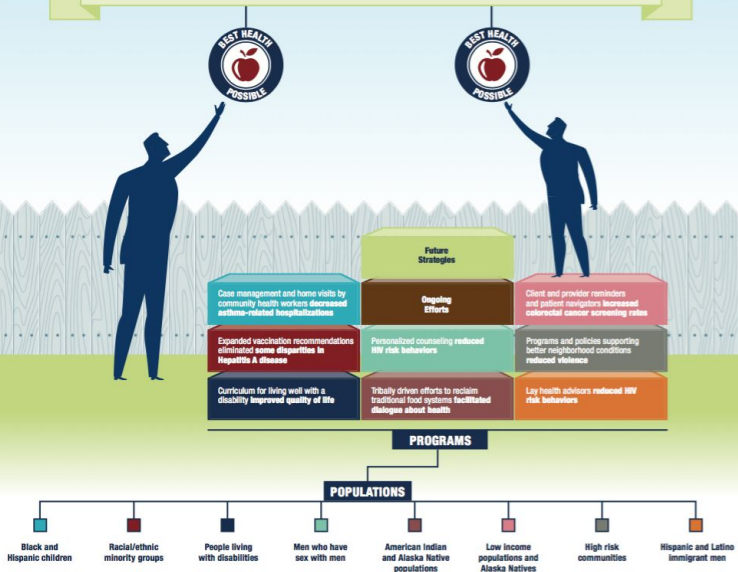 BEST HEALTH
POSSIBLE
BEST HEALTH
POSSIBLE
Future
Strategies
Case management and home visits by
community health workers decreased
asthma-related hospitalizations
Ongoing
Efforts
Client and provider reminders
and patient navigators increased
colorectal cancer screening rates
Expanded vaccination recommendations
eliminated some disparities in
Hepatitis A disease
Personalized counseling reduced
HIV risk behaviors
Programs and policies supporting
better neighborhood conditions
reduced violence
Curriculum for living well with a
disability improved quality of life
Tribally driven efforts to reclaim
traditional food systems facilitated
dialogue about health
Lay health advisors reduced HIV
risk behaviors
PROGRAMS
POPULATIONS
Black and
Hispanic children
Racial/ethnic
minority groups
People living
with disabilities
Men who have
sex with men
American Indian
and Alaska Native
populations
Low income
populations and
Alaska Natives
High risk
communities
Hispanic and Latino
immigrant men